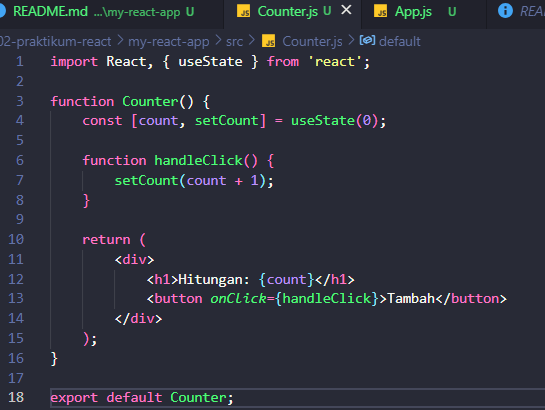 README.md ...\my-react-app U JS Counter.js U X JS App.js U i READ
02-praktikum-react > my-react-app > src > JS Counter.js > default
1 import React, { useState } from 'react';
2
3 function Counter() {
4 const [count, setCount] = useState(0);
5
6 function handleClick() {
7 setCount(count + 1);
8 }
9
10 return (
11 <div>
12 <h1>Hitungan: {count}</h1>
13 <button onClick={handleClick}>Tambah</button>
14 </div>
15 );
16 }
17
18 export default Counter;